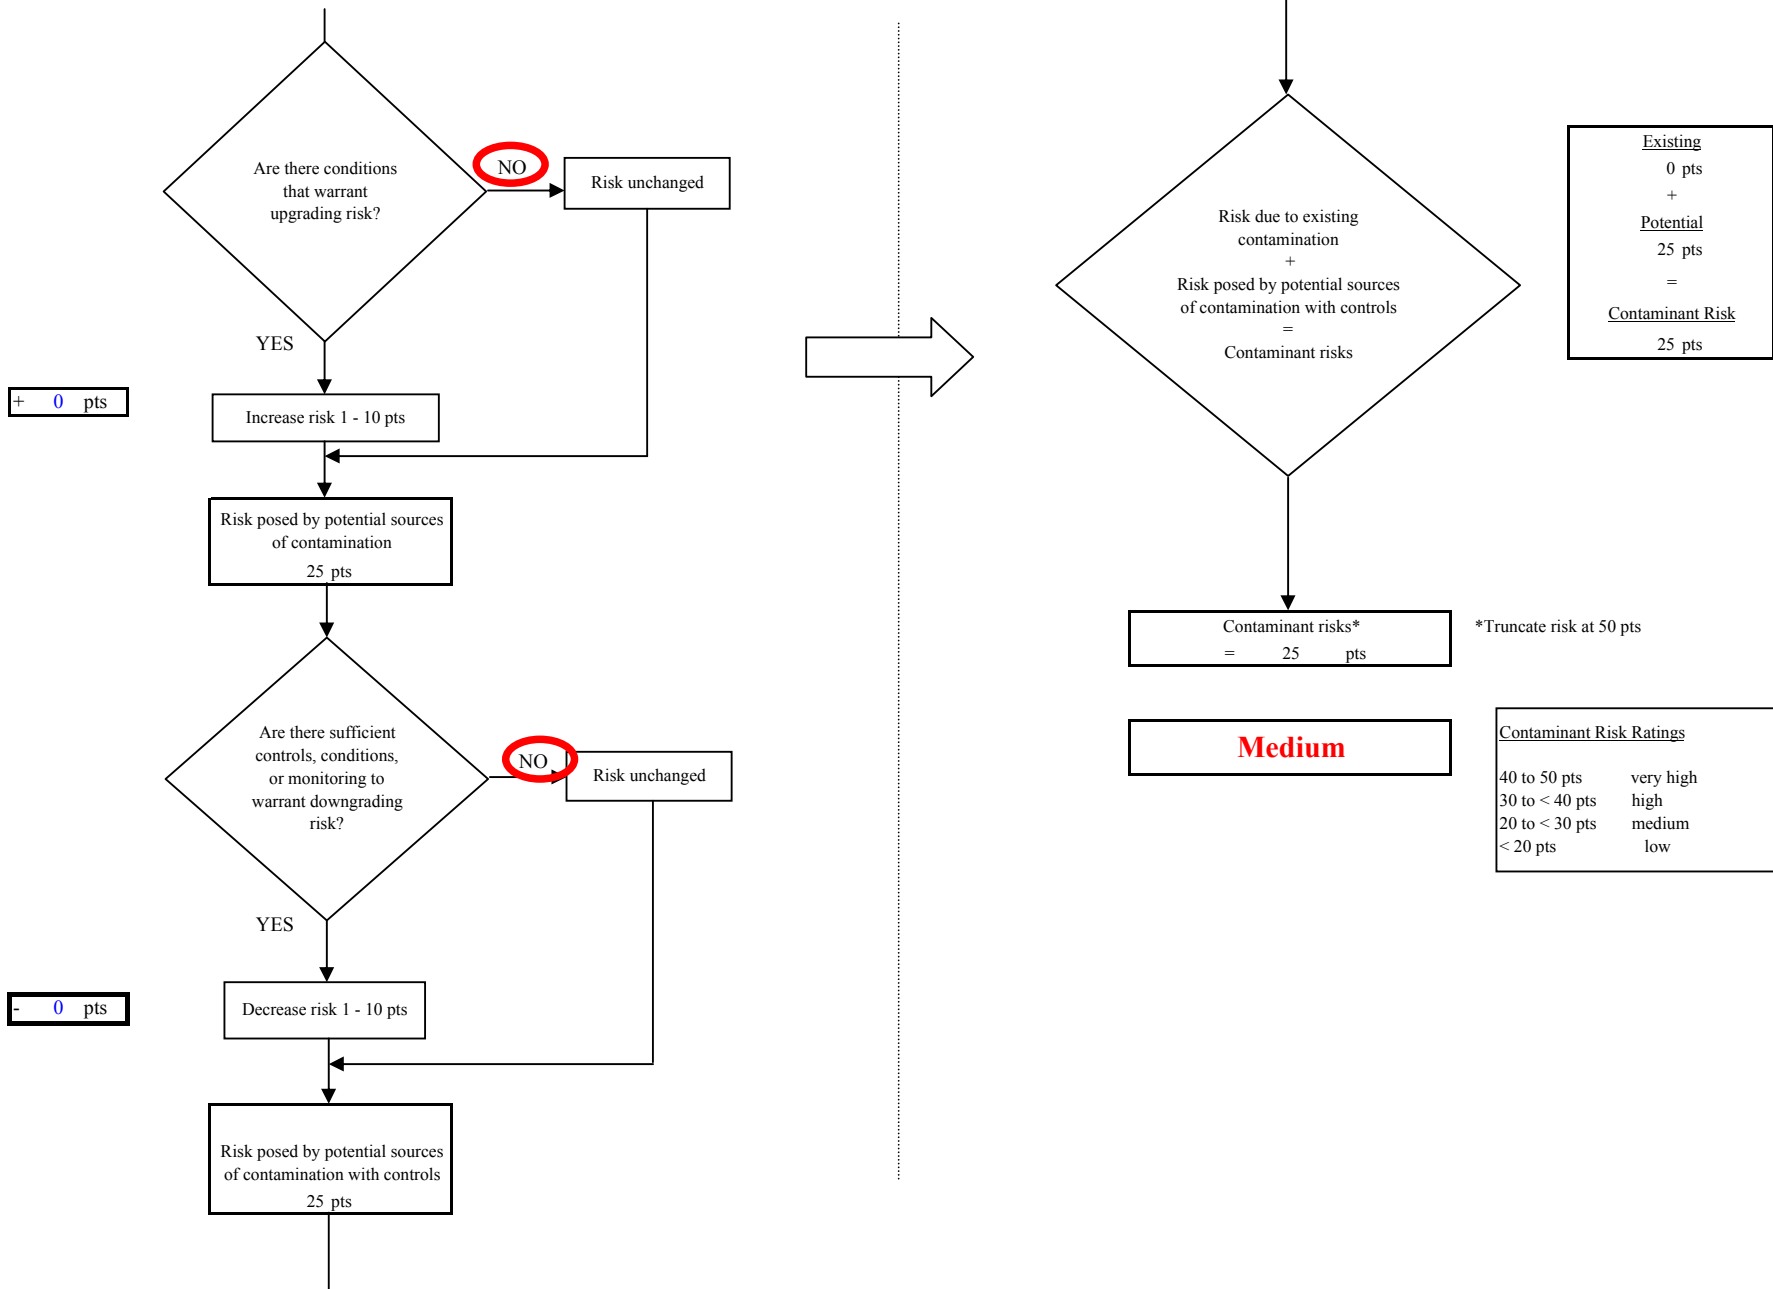 Are there conditions
that warrant
upgrading risk?
NO
Risk unchanged
YES
+ 0 pts
Increase risk 1 - 10 pts
Risk posed by potential sources
of contamination
25 pts
Are there sufficient
controls, conditions,
or monitoring to
warrant downgrading
risk?
NO
Risk unchanged
YES
- 0 pts
Decrease risk 1 - 10 pts
Risk posed by potential sources
of contamination with controls
25 pts
Risk due to existing
contamination
+
Risk posed by potential sources
of contamination with controls
=
Contaminant risks
Existing
0 pts
+
Potential
25 pts
=
Contaminant Risk
25 pts
Contaminant risks*
= 25 pts
*Truncate risk at 50 pts
Medium
Contaminant Risk Ratings
40 to 50 pts very high
30 to < 40 pts high
20 to < 30 pts medium
< 20 pts low